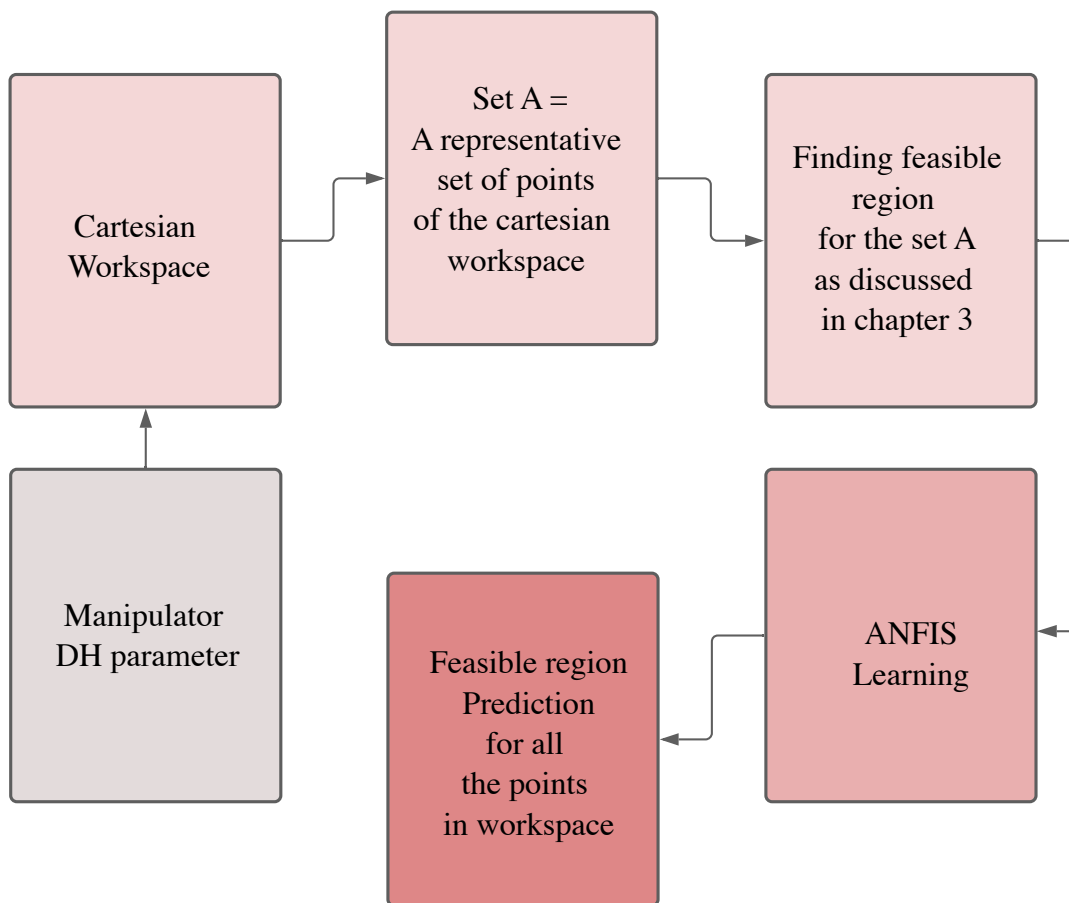 Cartesian
Workspace
Set A =
A representative
set of points
of the cartesian
workspace
Finding feasible
region
for the set A
as discussed
in chapter 3
Manipulator
DH parameter
Feasible region
Prediction
for all
the points
in workspace
ANFIS
Learning